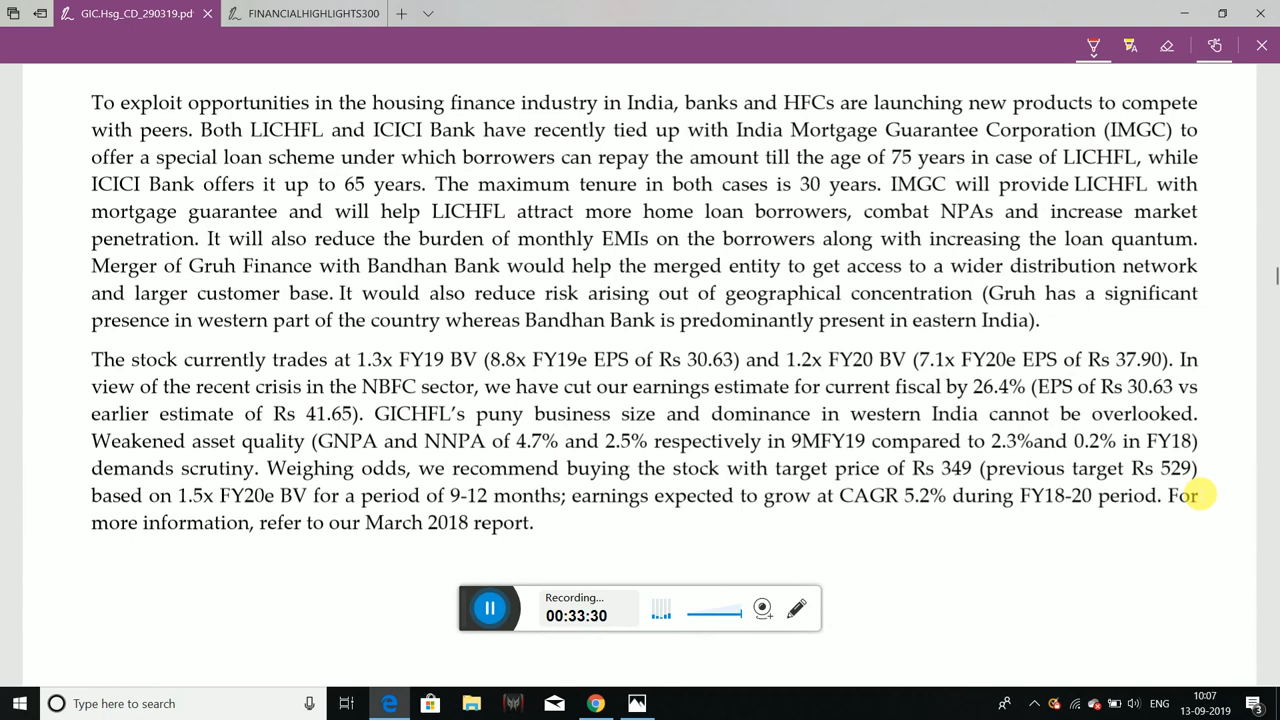 GIC.Hsg_CD_290319.pd
FINANCIALHIGHLIGHTS300
To exploit opportunities in the housing finance industry in India, banks and HFCs are launching new products to compete
with peers. Both LICHFL and ICICI Bank have recently tied up with India Mortgage Guarantee Corporation (IMGC) to
offer a special loan scheme under which borrowers can repay the amount till the age of 75 years in case of LICHFL, while
ICICI Bank offers it up to 65 years. The maximum tenure in both cases is 30 years. IMGC will provide LICHFL with
mortgage guarantee and will help LICHFL attract more home loan borrowers, combat NPAs and increase market
penetration. It will also reduce the burden of monthly EMIs on the borrowers along with increasing the loan quantum.
Merger of Gruh Finance with Bandhan Bank would help the merged entity to get access to a wider distribution network
and larger customer base. It would also reduce risk arising out of geographical concentration (Gruh has a significant
presence in western part of the country whereas Bandhan Bank is predominantly present in eastern India).
The stock currently trades at 1.3x FY19 BV (8.8x FY19e EPS of Rs 30.63) and 1.2x FY20 BV (7.1x FY20e EPS of Rs 37.90). In
view of the recent crisis in the NBFC sector, we have cut our earnings estimate for current fiscal by 26.4% (EPS of Rs 30.63 vs
earlier estimate of Rs 41.65). GICHFL's puny business size and dominance in western India cannot be overlooked.
Weakened asset quality (GNPA and NNPA of 4.7% and 2.5% respectively in 9MFY19 compared to 2.3%and 0.2% in FY18)
demands scrutiny. Weighing odds, we recommend buying the stock with target price of Rs 349 (previous target Rs 529)
based on 1.5x FY20e BV for a period of 9-12 months; earnings expected to grow at CAGR 5.2% during FY18-20 period. For
more information, refer to our March 2018 report.
Recording...
00:33:30
Type here to search
ENG
10:07
13-09-2019
3